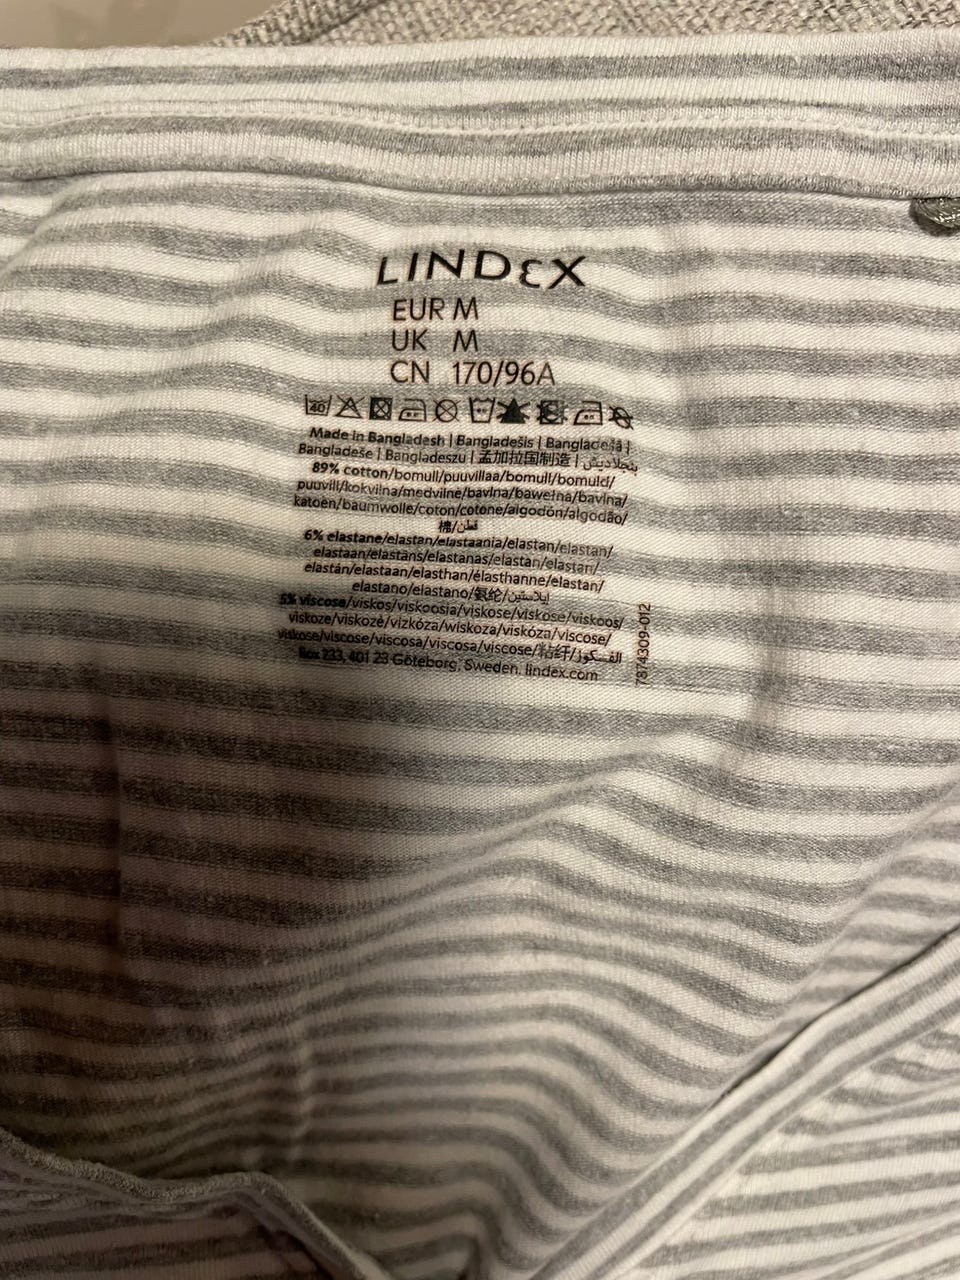 LINDEX
EUR M
UK M
CN 170/96A
40
Made in Bangladesh | Bangladešis | Bangladešā |
Bangladeše | Bangladeszu | 孟加拉国制造 | بنجلاديش
89% cotton/bomull/puuvillaa/bomull/bomuld/
puuvill/kokvilna/medvilnė/bavlna/bawełna/bavlna/
katoen/baumwolle/coton/cotone/algodón/algodão/
棉/قطن
6% elastane/elastan/elastaania/elastan/elastan/
elastaan/elastāns/elastanas/elastan/elastan/
elastán/elastaan/elasthan/élasthanne/elastan/
elastano/elastano/氨纶/إيلاستين
5% viscose/viskos/viskoosia/viskose/viskose/viskoos/
viskoze/viskozė/vizkóza/wiskoza/viskóza/viscose/
viskose/viscose/viscosa/viscosa/viscose/粘纤/الفسكوز
Box 233, 401 23 Göteborg, Sweden. lindex.com
7874309-012